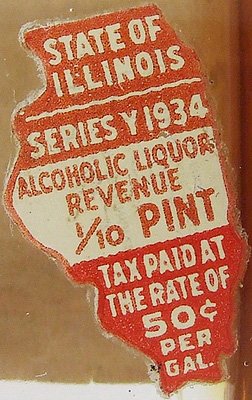 STATE OF
ILLINOIS
SERIES Y 1934
ALCOHOLIC LIQUOR
REVENUE
1/10 PINT
TAX PAID AT
THE RATE OF
50¢
PER
GAL.